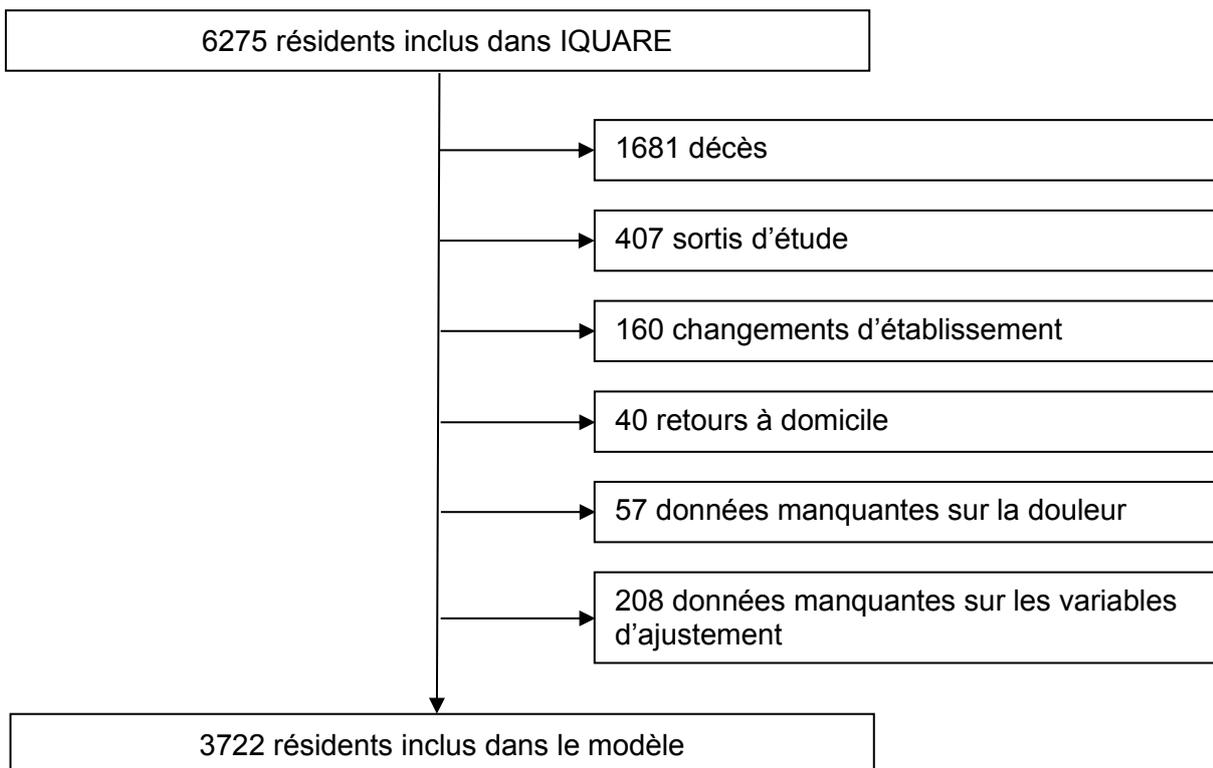 6275 résidents inclus dans IQUARE
1681 décès
407 sortis d'étude
160 changements d'établissement
40 retours à domicile
57 données manquantes sur la douleur
208 données manquantes sur les variables
d'ajustement
3722 résidents inclus dans le modèle